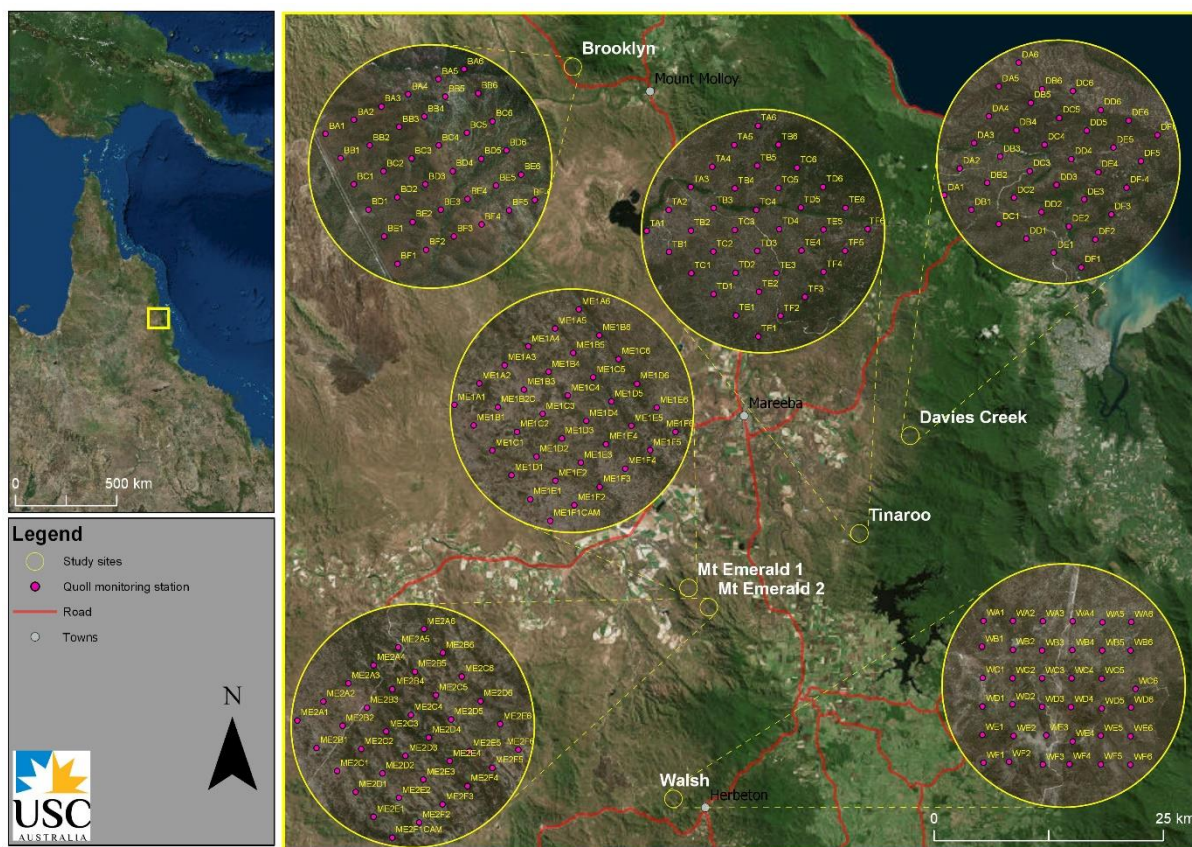 0
500 km
Legend
Study sites
Quoll monitoring station
Road
Towns
N
USC
AUSTRALIA
Brooklyn
Mount Molloy
Mareeba
Davies Creek
Tinaroo
Mt Emerald 1
Mt Emerald 2
Walsh
Herbeton
0
25 km
BA6
BA5
BA4
BB6
BA3
BB5
BA2
BB4
BC6
BA1
BB3
BC5
BB2
BC4
BD6
BB1
BC3
BD5
BC2
BD4
BE6
BC1
BD3
BE5
BD2
BE4
BD1
BE3
BF5
BE2
BF4
BE1
BF3
BF2
BF1
TA6
TA5
TB6
TA4
TB5
TC6
TA3
TB4
TC5
TD6
TA2
TB3
TC4
TD5
TE6
TA1
TB2
TC3
TD4
TE5
TF6
TB1
TC2
TD3
TE4
TF5
TC1
TD2
TE3
TF4
TD1
TE2
TF3
TE1
TF2
TF1
DA6
DA5
DB6
DC6
DB5
DA4
DC5
DD6
DB4
DD5
DE6
DA3
DC4
DE5
DB3
DD4
DF5
DA2
DC3
DE4
DB2
DD3
DF-4
DA1
DC2
DE3
DB1
DD2
DF3
DC1
DE2
DD1
DF2
DE1
DF1
ME1A6
ME1A5
ME1B6
ME1A4
ME1B5
ME1C6
ME1A3
ME1B4
ME1C5
ME1D6
ME1A2
ME1B3
ME1C4
ME1D5
ME1E6
ME1A1
ME1B2C
ME1C3
ME1D4
ME1E5
ME1F6
ME1B1
ME1C2
ME1D3
ME1E4
ME1F5
ME1C1
ME1D2
ME1E3
ME1F4
ME1D1
ME1E2
ME1F3
ME1E1
ME1F2
ME1F1CAM
ME2A6
ME2A5
ME2B6
ME2A4
ME2B5
ME2C6
ME2A3
ME2B4
ME2C5
ME2D6
ME2A2
ME2B3
ME2C4
ME2D5
ME2E6
ME2A1
ME2B2
ME2C3
ME2D4
ME2E5
ME2F6
ME2B1
ME2C2
ME2D3
ME2E4
ME2F5
ME2C1
ME2D2
ME2E3
ME2F4
ME2D1
ME2E2
ME2F3
ME2E1
ME2F2
ME2F1CAM
WA1 WA2 WA3 WA4 WA5 WA6
WB1 WB2 WB3 WB4 WB5 WB6
WC1 WC2 WC3 WC4 WC5 WC6
WD1 WD2 WD3 WD4 WD5 WD6
WE1 WE2 WE3 WE4 WE5 WE6
WF1 WF2 WF3 WF4 WF5 WF6